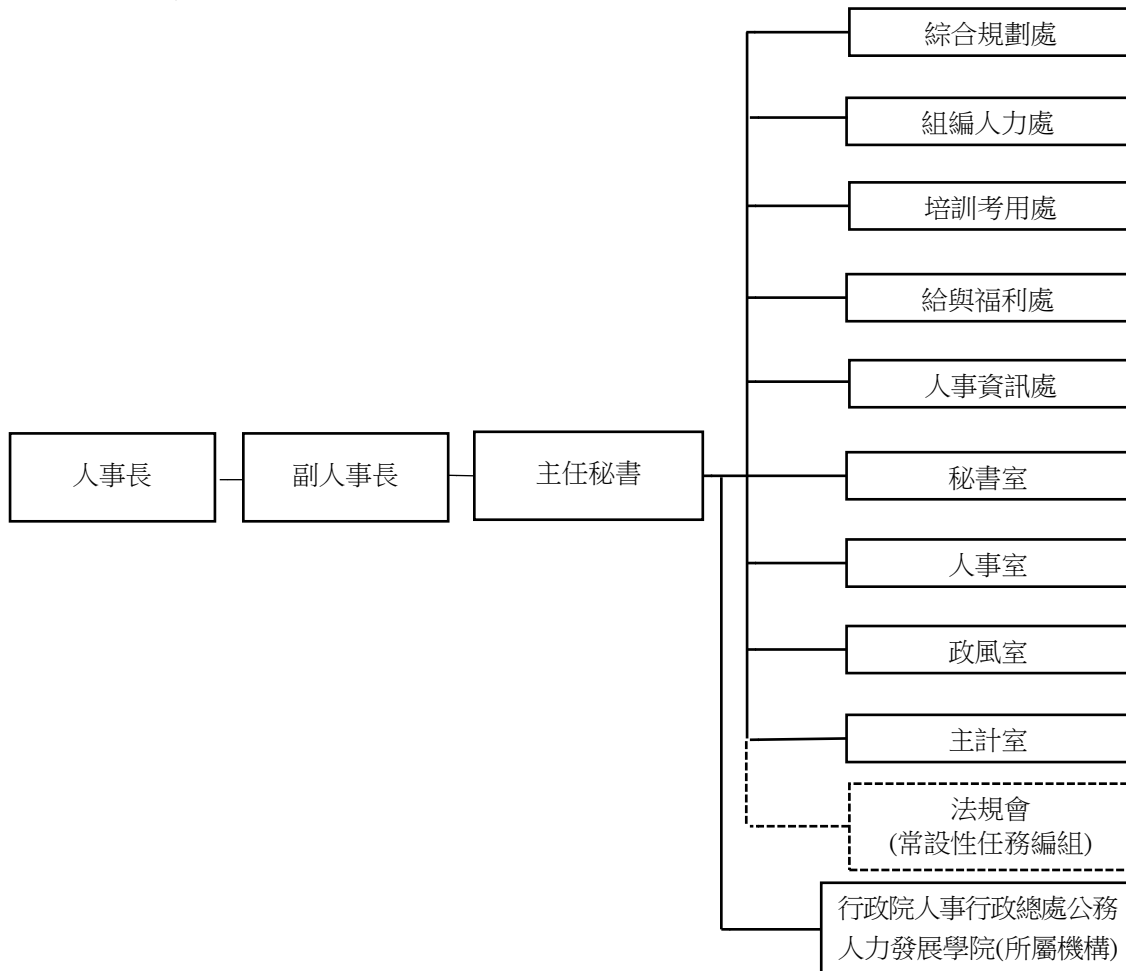 人事長
副人事長
主任秘書
綜合規劃處
組編人力處
培訓考用處
給與福利處
人事資訊處
秘書室
人事室
政風室
主計室
法規會
(常設性任務編組)
行政院人事行政總處公務
人力發展學院(所屬機構)